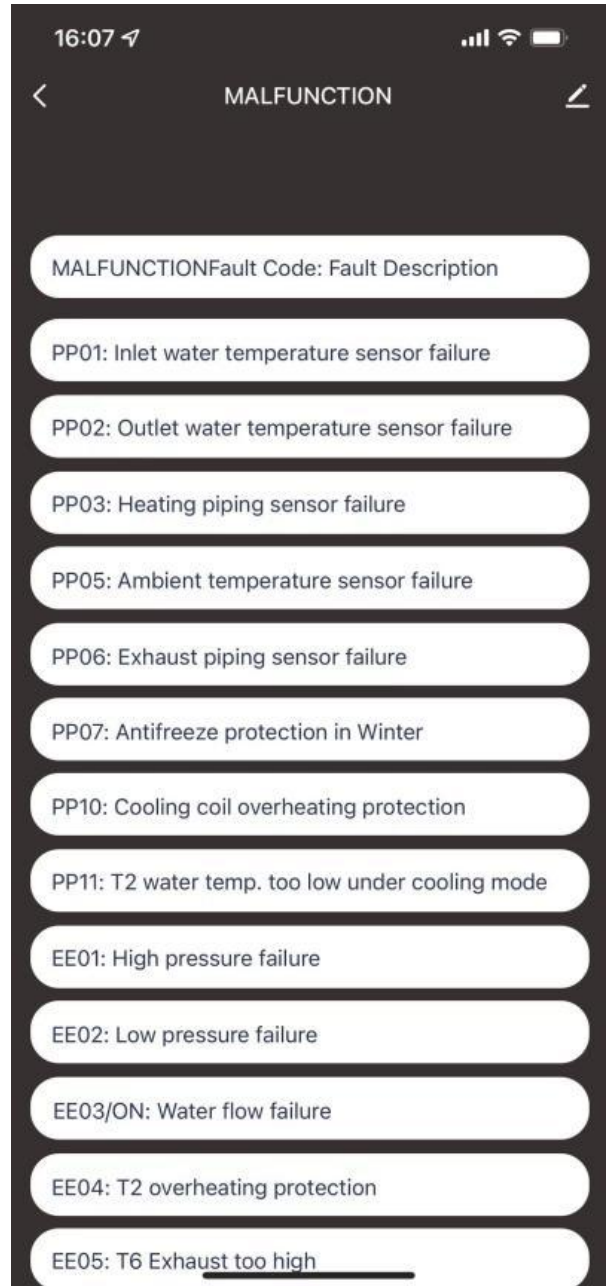 16:07
MALFUNCTION
MALFUNCTIONFault Code: Fault Description
PP01: Inlet water temperature sensor failure
PP02: Outlet water temperature sensor failure
PP03: Heating piping sensor failure
PP05: Ambient temperature sensor failure
PP06: Exhaust piping sensor failure
PP07: Antifreeze protection in Winter
PP10: Cooling coil overheating protection
PP11: T2 water temp. too low under cooling mode
EE01: High pressure failure
EE02: Low pressure failure
EE03/ON: Water flow failure
EE04: T2 overheating protection
EE05: T6 Exhaust too high